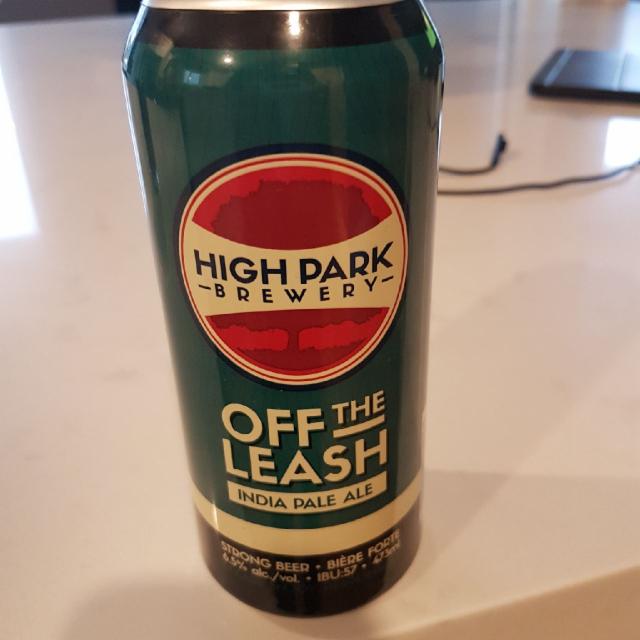 HIGH PARK
-BREWERY-
OFF THE
LEASH
INDIA PALE ALE
STRONG BEER • BIÈRE FORTE
6.5% alc./vol. • IBU:57 • 473ml